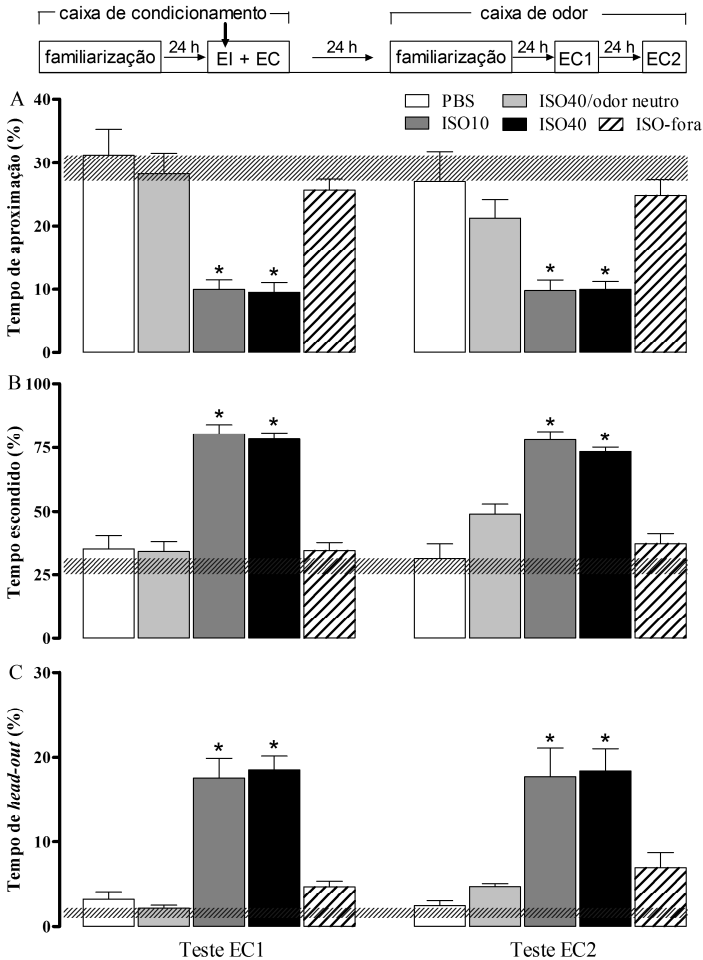 caixa de condicionamento
caixa de odor
familiarização 24 h EI + EC 24 h familiarização 24 h EC1 24 h EC2
A
Tempo de aproximação (%)
40
30
20
10
0
PBS
ISO40/odor neutro
ISO10
ISO40
ISO-fora
* * * *
B
Tempo escondido (%)
100
75
50
25
0
* * * *
C
Tempo de head-out (%)
30
20
10
0
* * * *
Teste EC1
Teste EC2